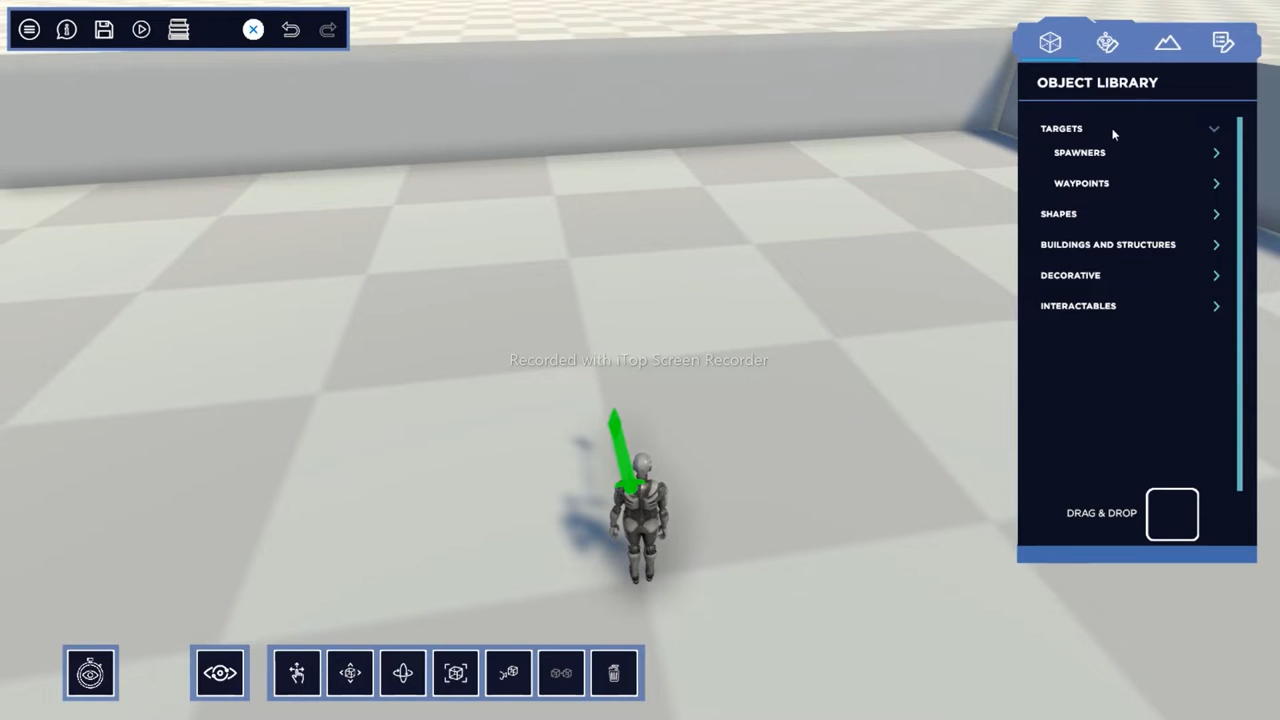 OBJECT LIBRARY
TARGETS
SPAWNERS
WAYPOINTS
SHAPES
BUILDINGS AND STRUCTURES
DECORATIVE
INTERACTABLES
Recorded with iTop Screen Recorder
DRAG & DROP